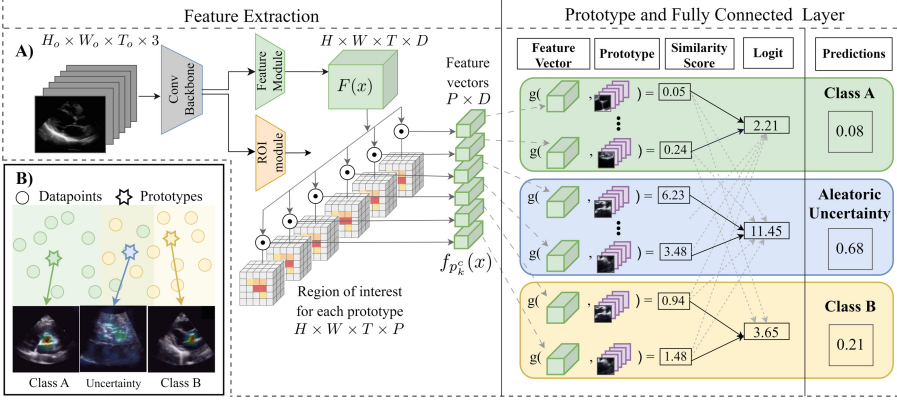 Feature Extraction
Prototype and Fully Connected Layer
A)
H_o × W_o × T_o × 3
Conv Backbone
Feature Module
ROI module
H × W × T × D
F(x)
Feature vectors
P × D
f_{p_k^c}(x)
Region of interest
for each prototype
H × W × T × P
B)
Datapoints
Prototypes
Class A
Uncertainty
Class B
Feature Vector
Prototype
Similarity Score
Logit
Predictions
g( , ) = 0.05
g( , ) = 0.24
2.21
Class A
0.08
g( , ) = 6.23
g( , ) = 3.48
11.45
Aleatoric
Uncertainty
0.68
g( , ) = 0.94
g( , ) = 1.48
3.65
Class B
0.21